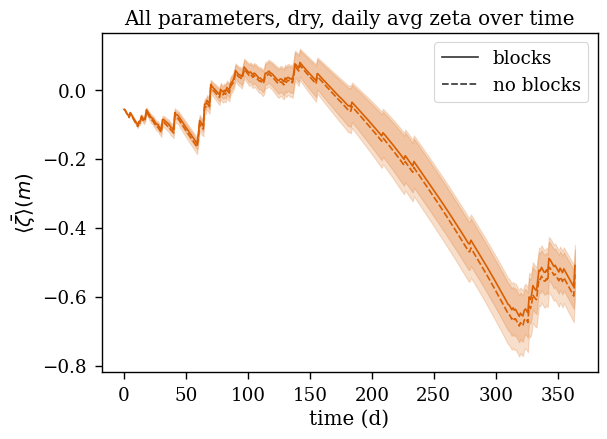 All parameters, dry, daily avg zeta over time
blocks
no blocks
0.0
−0.2
−0.4
−0.6
−0.8
⟨ζ̄⟩(m)
0 50 100 150 200 250 300 350
time (d)